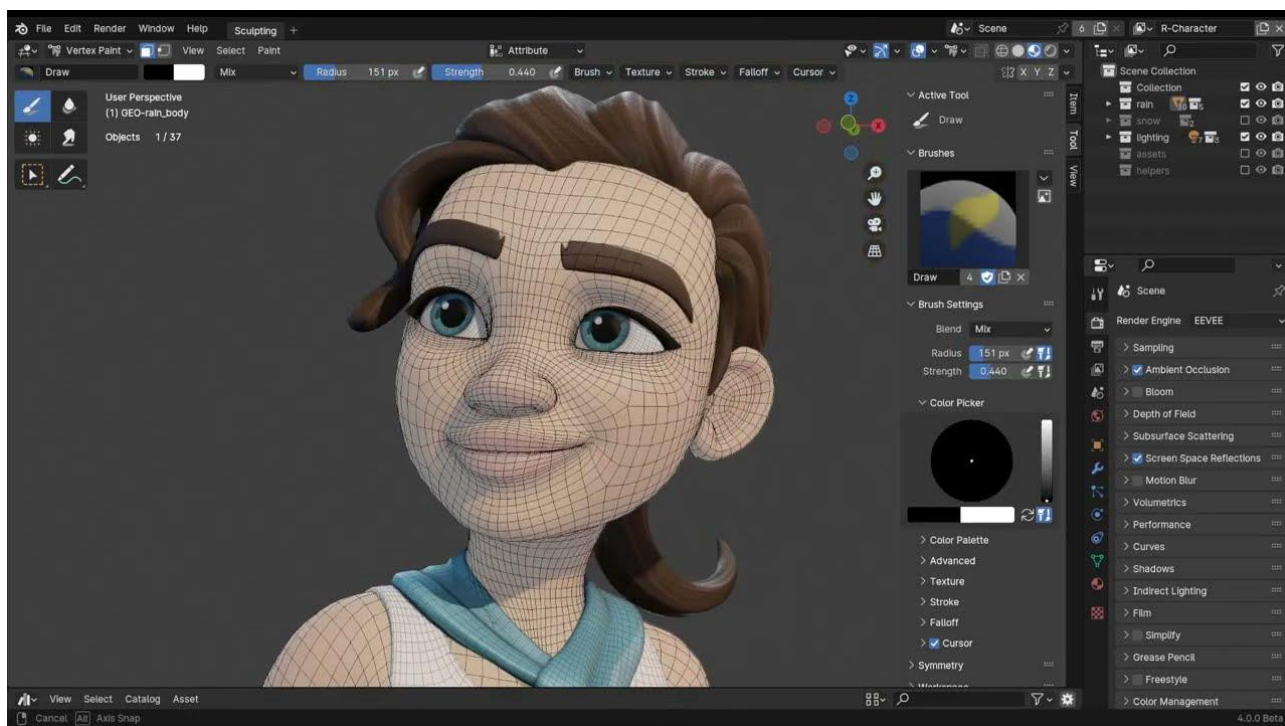 File Edit Render Window Help Sculpting + Scene 6 R-Character
Vertex Paint View Select Paint Attribute
Draw Mix Radius 151 px Strength 0.440 Brush Texture Stroke Falloff Cursor X Y Z
User Perspective
(1) GEO-rain_body
Objects 1 / 37
Z
X
Active Tool
Draw
Brushes
Draw 4
Brush Settings
Blend Mix
Radius 151 px
Strength 0.440
Color Picker
Color Palette
Advanced
Texture
Stroke
Falloff
Cursor
Symmetry
Workspace
Item
Tool
View
Scene Collection
Collection
rain
snow 2
lighting 7
assets
helpers
Scene
Render Engine EEVEE
Sampling
Ambient Occlusion
Bloom
Depth of Field
Subsurface Scattering
Screen Space Reflections
Motion Blur
Volumetrics
Performance
Curves
Shadows
Indirect Lighting
Film
Simplify
Grease Pencil
Freestyle
Color Management
View Select Catalog Asset
Cancel Alt Axis Snap 4.0.0 Beta